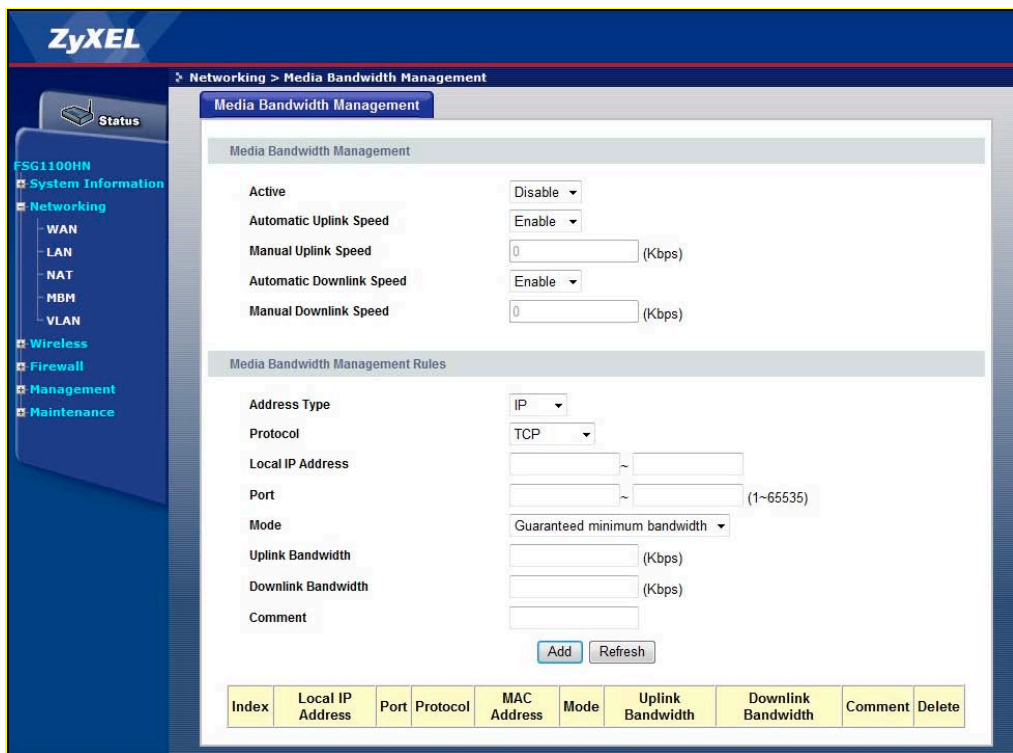 ZyXEL
Networking > Media Bandwidth Management
Status
FSG1100HN
System Information
Networking
WAN
LAN
NAT
MBM
VLAN
Wireless
Firewall
Management
Maintenance
Media Bandwidth Management
Media Bandwidth Management
Active Disable
Automatic Uplink Speed Enable
Manual Uplink Speed 0 (Kbps)
Automatic Downlink Speed Enable
Manual Downlink Speed 0 (Kbps)
Media Bandwidth Management Rules
Address Type IP
Protocol TCP
Local IP Address ~
Port ~ (1~65535)
Mode Guaranteed minimum bandwidth
Uplink Bandwidth (Kbps)
Downlink Bandwidth (Kbps)
Comment
Add Refresh
Index Local IP Address Port Protocol MAC Address Mode Uplink Bandwidth Downlink Bandwidth Comment Delete